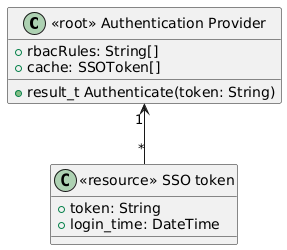 C «root» Authentication Provider
rbacRules: String[]
cache: SSOToken[]
result_t Authenticate(token: String)
1
*
C «resource» SSO token
token: String
login_time: DateTime